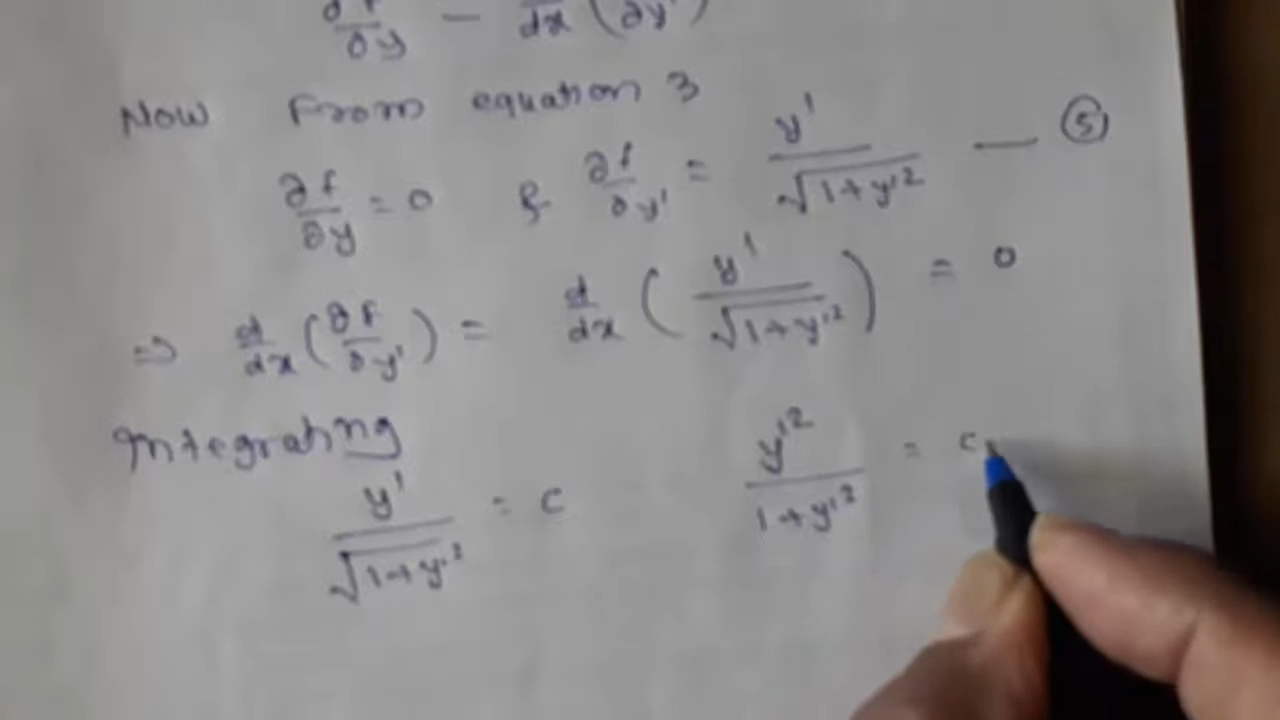 ∂f/∂y − d/dx (∂y')
Now From equation 3
∂f/∂y = 0 & ∂f/∂y' = y'/√(1+y'²) — ⑤
⇒ d/dx (∂f/∂y') = d/dx (y'/√(1+y'²)) = 0
Integrating
y'/√(1+y'²) = c y'²/(1+y'²) = c